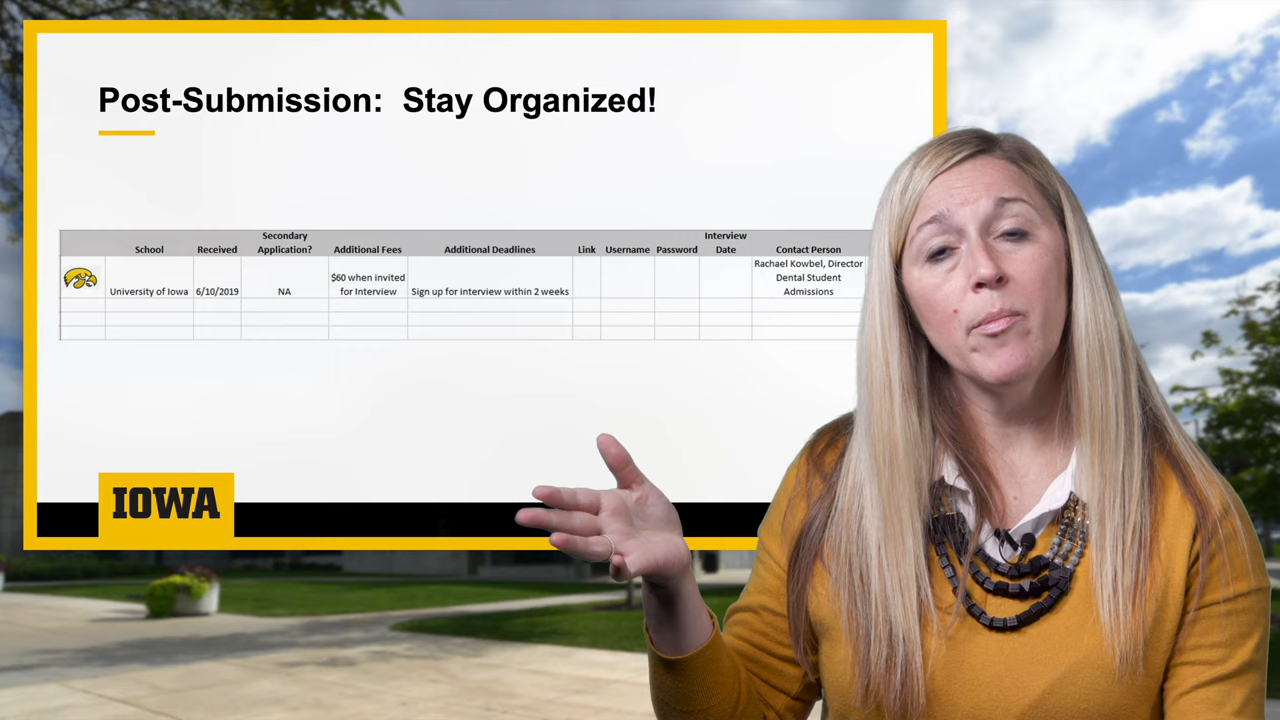 Post-Submission: Stay Organized!
School Received Secondary Application? Additional Fees Additional Deadlines Link Username Password Interview Date Contact Person
University of Iowa 6/10/2019 NA $60 when invited for Interview Sign up for interview within 2 weeks Rachael Kowbel, Director Dental Student Admissions
IOWA